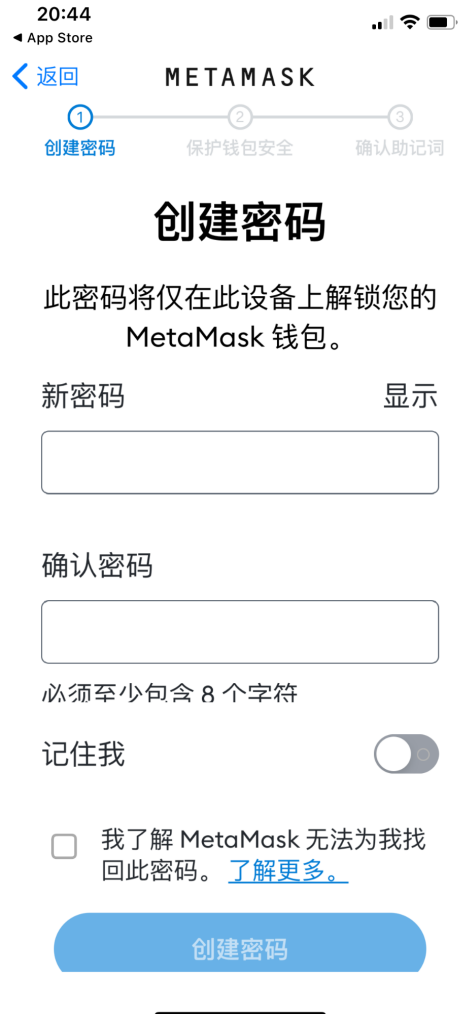 20:44
◀ App Store
返回
METAMASK
1 2 3
创建密码 保护钱包安全 确认助记词
创建密码
此密码将仅在此设备上解锁您的
MetaMask 钱包。
新密码 显示
确认密码
必须至少包含 8 个字符
记住我
我了解 MetaMask 无法为我找
回此密码。 了解更多。
创建密码